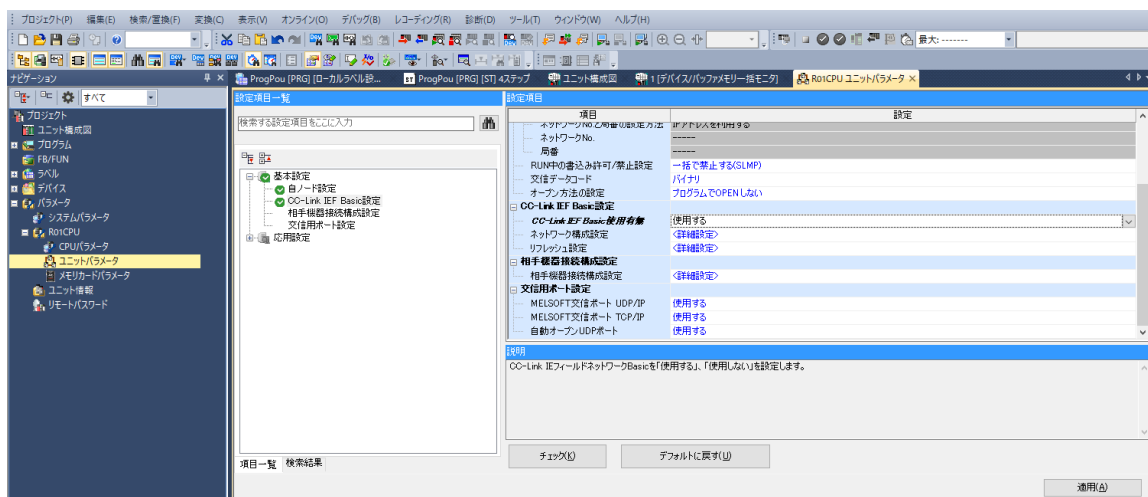 プロジェクト(P) 編集(E) 検索/置換(F) 変換(C) 表示(V) オンライン(O) デバッグ(B) レコーディング(R) 診断(D) ツール(T) ウィンドウ(W) ヘルプ(H)
最大: -------
ナビゲーション
ProgPou [PRG] [ローカルラベル設...
ProgPou [PRG] [ST] 4ステップ
ユニット構成図
1 [デバイス/バッファメモリ一括モニタ]
R01CPU ユニットパラメータ
すべて
プロジェクト
ユニット構成図
プログラム
FB/FUN
ラベル
デバイス
パラメータ
システムパラメータ
R01CPU
CPUパラメータ
ユニットパラメータ
メモリカードパラメータ
ユニット情報
リモートパスワード
設定項目一覧
検索する設定項目をここに入力
基本設定
自ノード設定
CC-Link IEF Basic設定
相手機器接続構成設定
交信用ポート設定
応用設定
項目一覧 検索結果
設定項目
項目 設定
ネットワークNo.と局番の設定方法 IPアドレスを利用する
ネットワークNo. -----
局番 -----
RUN中の書込み許可/禁止設定 一括で禁止する(SLMP)
交信データコード バイナリ
オープン方法の設定 プログラムでOPENしない
CC-Link IEF Basic設定
CC-Link IEF Basic使用有無 使用する
ネットワーク構成設定 <詳細設定>
リフレッシュ設定 <詳細設定>
相手機器接続構成設定
相手機器接続構成設定 <詳細設定>
交信用ポート設定
MELSOFT交信ポート UDP/IP 使用する
MELSOFT交信ポート TCP/IP 使用する
自動オープンUDPポート 使用する
説明
CC-Link IEフィールドネットワークBasicを「使用する」、「使用しない」を設定します。
チェック(K) デフォルトに戻す(U)
適用(A)